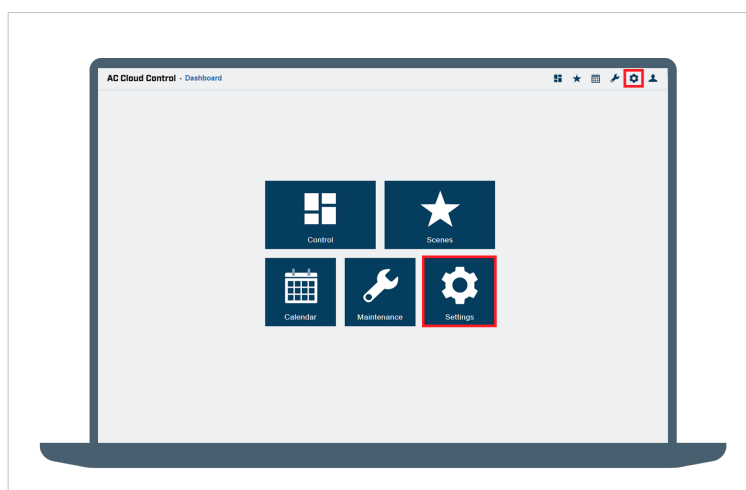 AC Cloud Control - Dashboard
Control
Scenes
Calendar
Maintenance
Settings